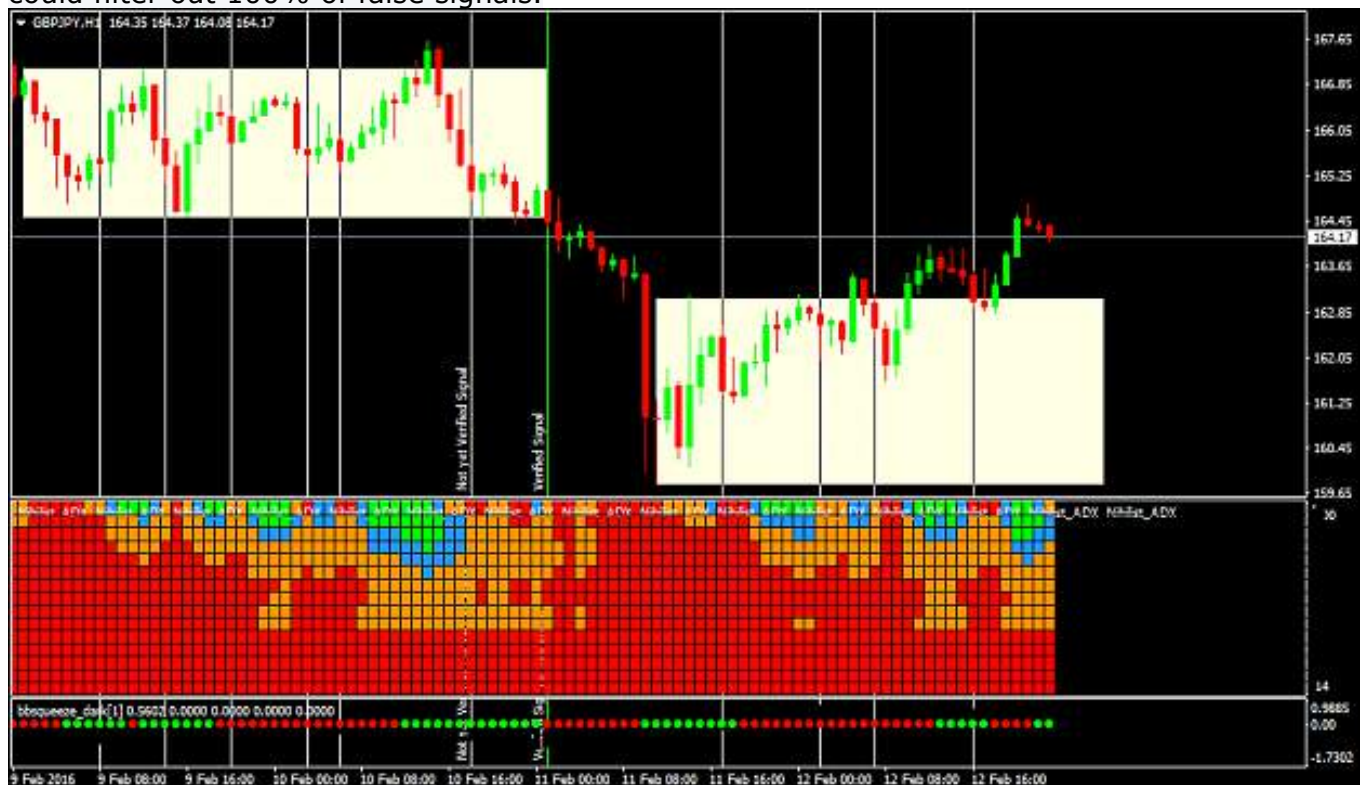 could filter out 100% of false signals.
GBPJPY,H1 164.35 164.37 164.08 164.17
167.65
166.85
166.05
165.25
164.45
164.17
163.65
162.85
162.05
161.25
160.45
159.65
Not yet Verified Signal
Verified Signal
Nihilist_ADX Nihilist_ADX
14
bbsqueeze_dark[1] 0.5602 0.0000 0.0000 0.0000 0.0000
0.9885
0.00
-1.7302
9 Feb 2016 9 Feb 08:00 9 Feb 16:00 10 Feb 00:00 10 Feb 08:00 10 Feb 16:00 11 Feb 00:00 11 Feb 08:00 11 Feb 16:00 12 Feb 00:00 12 Feb 08:00 12 Feb 16:00